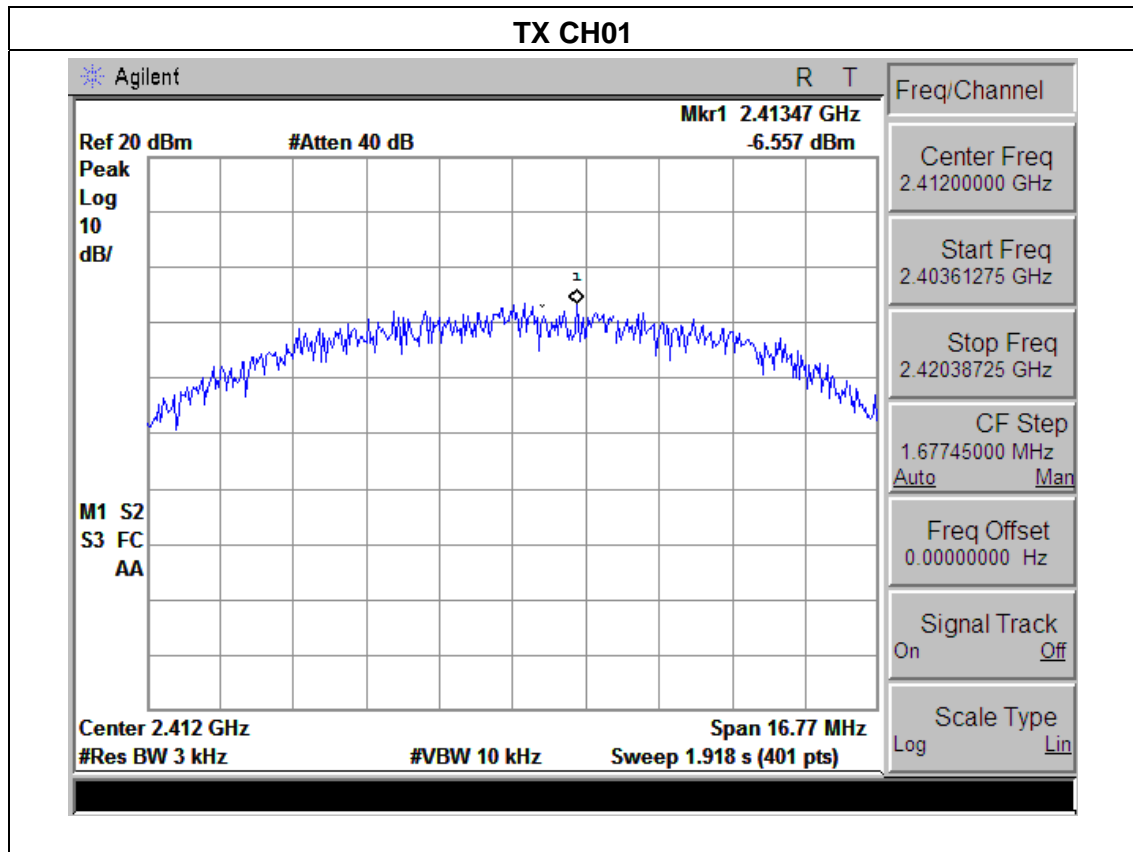 TX CH01
Agilent R T
Mkr1 2.41347 GHz
Ref 20 dBm #Atten 40 dB -6.557 dBm
Peak
Log
10
dB/
1
M1 S2
S3 FC
AA
Center 2.412 GHz Span 16.77 MHz
#Res BW 3 kHz #VBW 10 kHz Sweep 1.918 s (401 pts)
Freq/Channel
Center Freq
2.41200000 GHz
Start Freq
2.40361275 GHz
Stop Freq
2.42038725 GHz
CF Step
1.67745000 MHz
Auto Man
Freq Offset
0.00000000 Hz
Signal Track
On Off
Scale Type
Log Lin